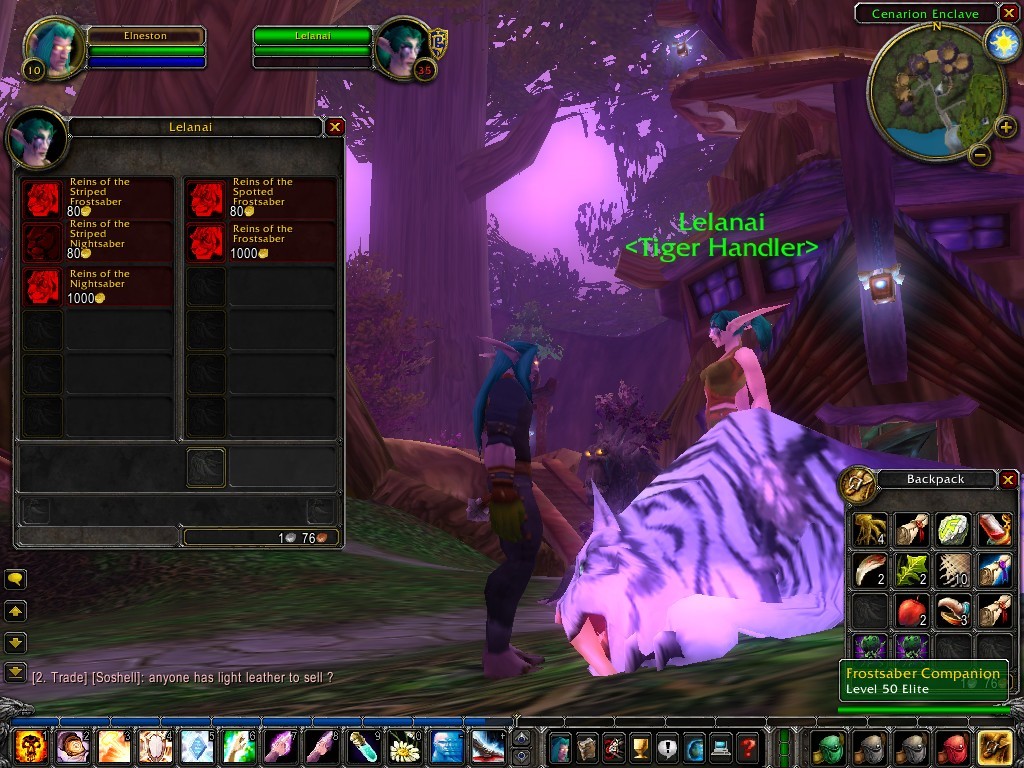 Elneston
10
Lelanai
35
Cenarion Enclave
N
Lelanai
Reins of the
Striped
Frostsaber
80
Reins of the
Spotted
Frostsaber
80
Reins of the
Striped
Nightsaber
80
Reins of the
Frostsaber
1000
Reins of the
Nightsaber
1000
1 76
Lelanai
<Tiger Handler>
Backpack
4
2
2
10
2
3
Frostsaber Companion
Level 50 Elite
[2. Trade] [Soshell]: anyone has light leather to sell ?